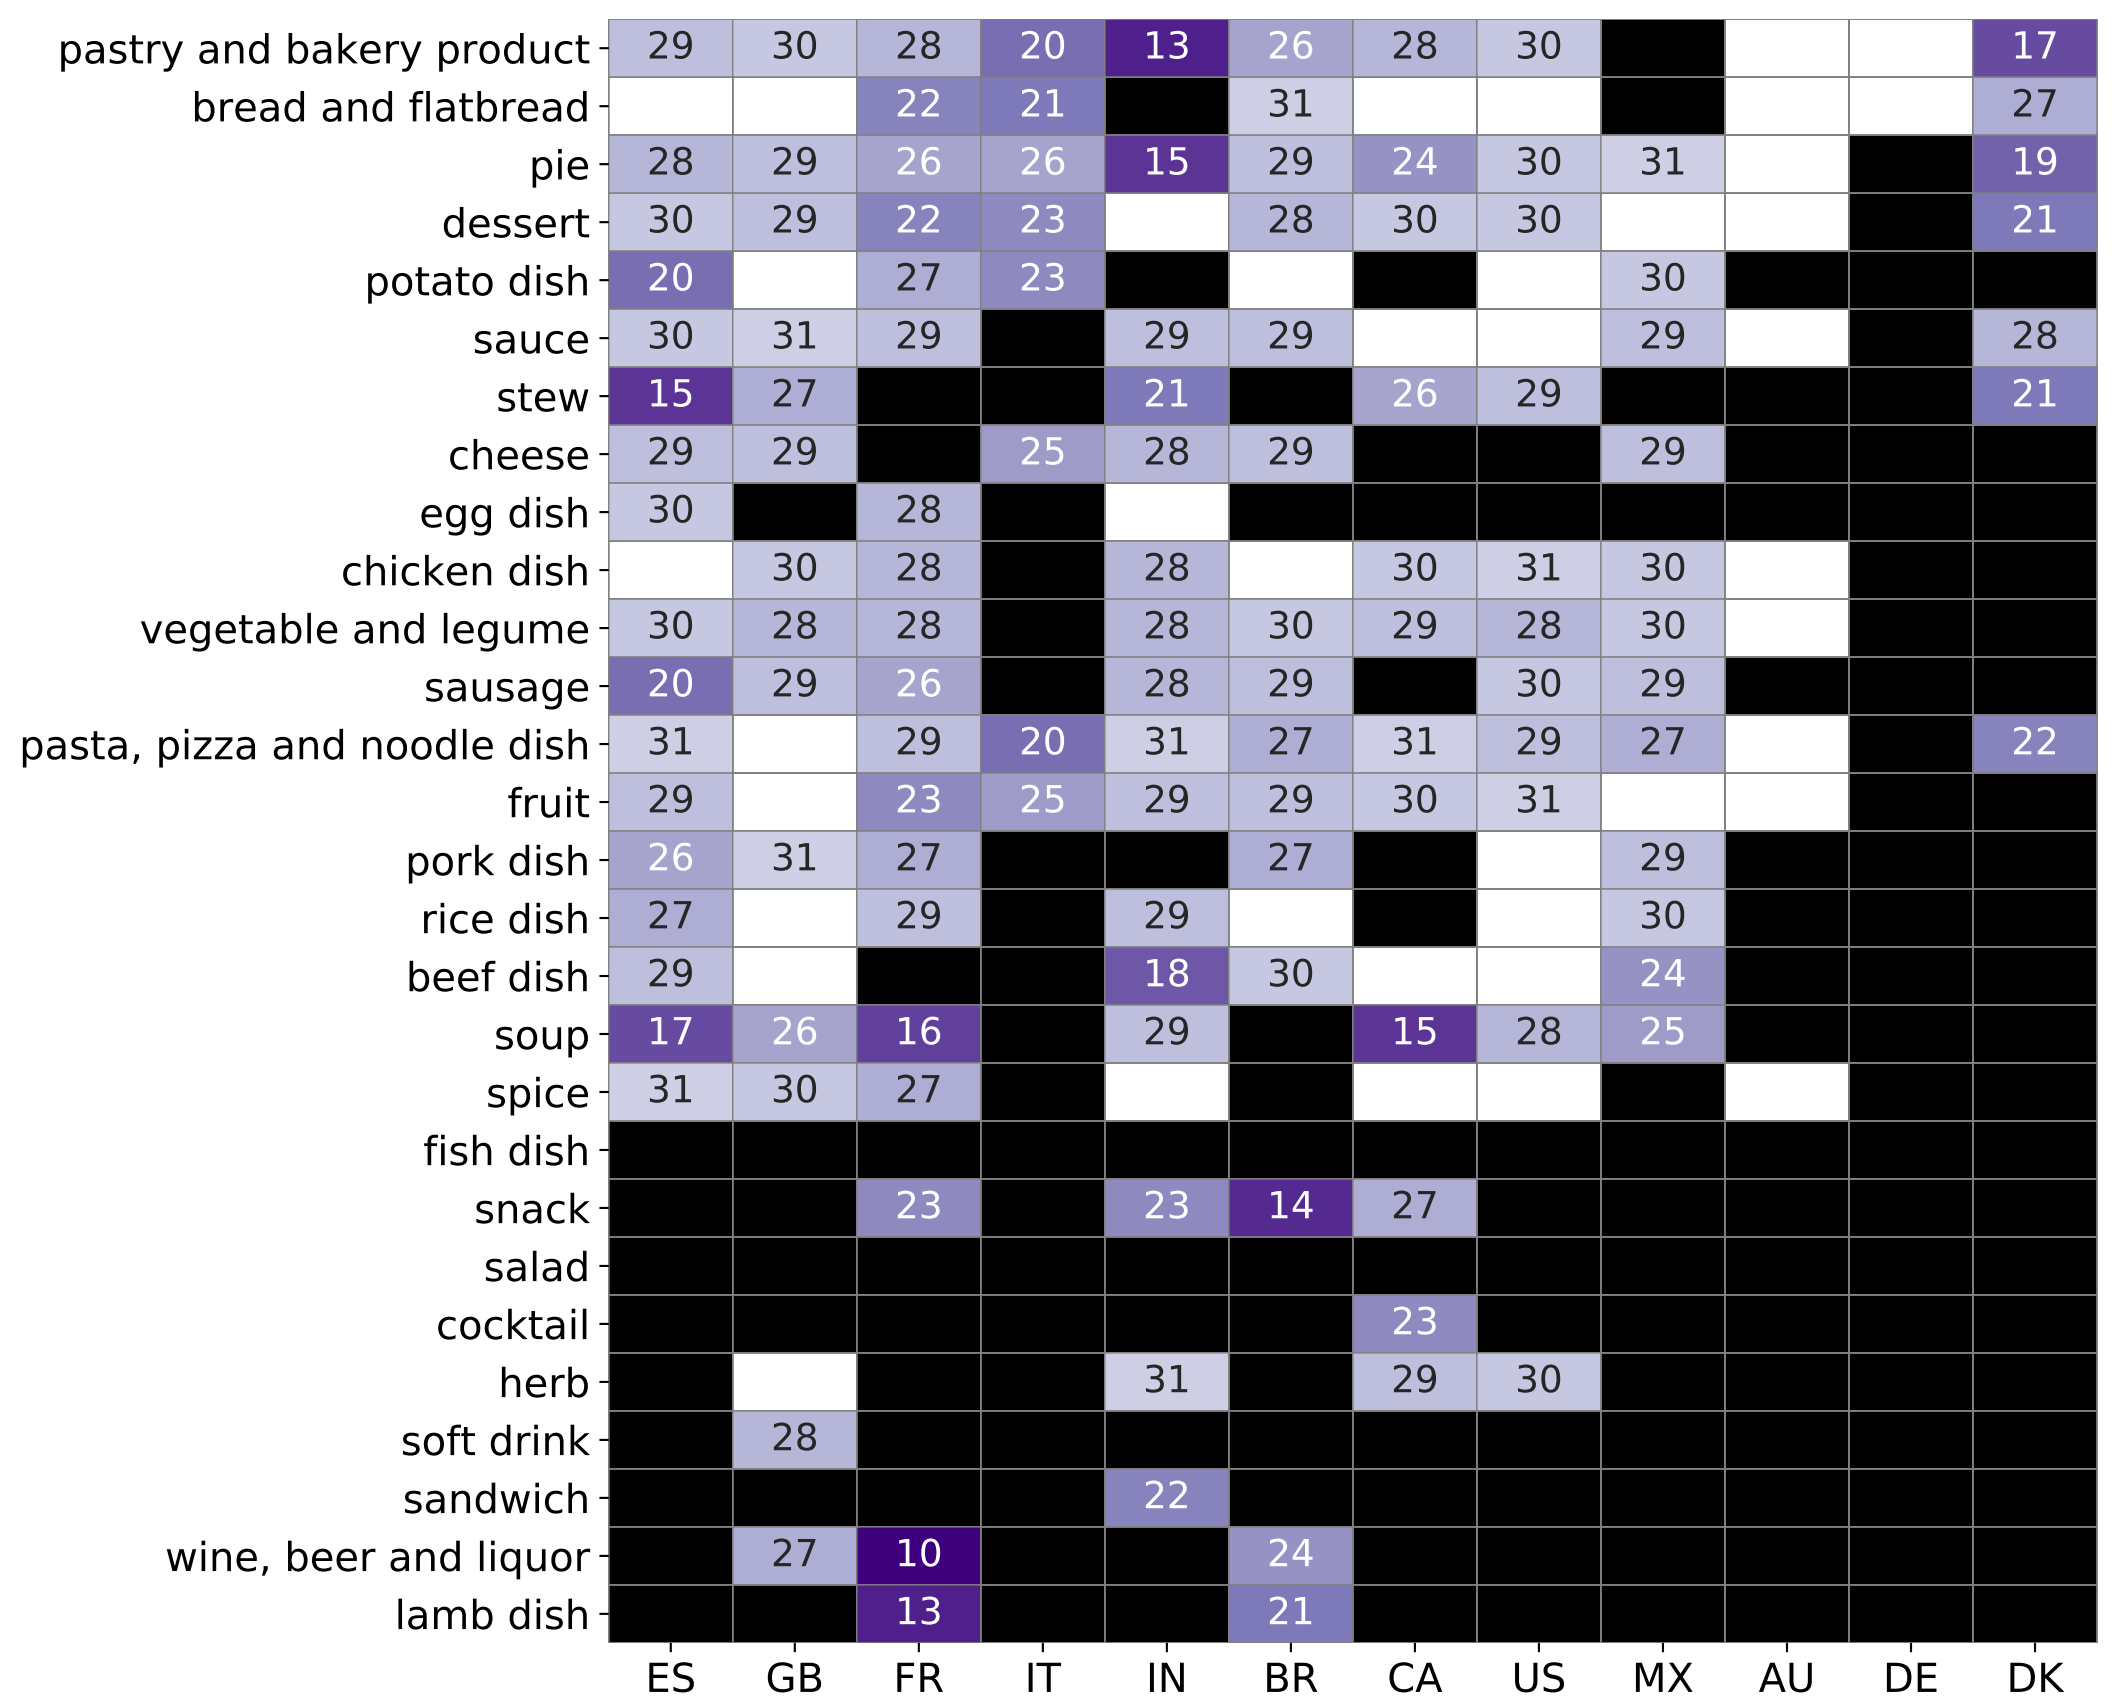 pastry and bakery product 29 30 28 20 13 26 28 30 17
bread and flatbread 22 21 31 27
pie 28 29 26 26 15 29 24 30 31 19
dessert 30 29 22 23 28 30 30 21
potato dish 20 27 23 30
sauce 30 31 29 29 29 29 28
stew 15 27 21 26 29 21
cheese 29 29 25 28 29 29
egg dish 30 28
chicken dish 30 28 28 30 31 30
vegetable and legume 30 28 28 28 30 29 28 30
sausage 20 29 26 28 29 30 29
pasta, pizza and noodle dish 31 29 20 31 27 31 29 27 22
fruit 29 23 25 29 29 30 31
pork dish 26 31 27 27 29
rice dish 27 29 29 30
beef dish 29 18 30 24
soup 17 26 16 29 15 28 25
spice 31 30 27
fish dish
snack 23 23 14 27
salad
cocktail 23
herb 31 29 30
soft drink 28
sandwich 22
wine, beer and liquor 27 10 24
lamb dish 13 21
ES GB FR IT IN BR CA US MX AU DE DK